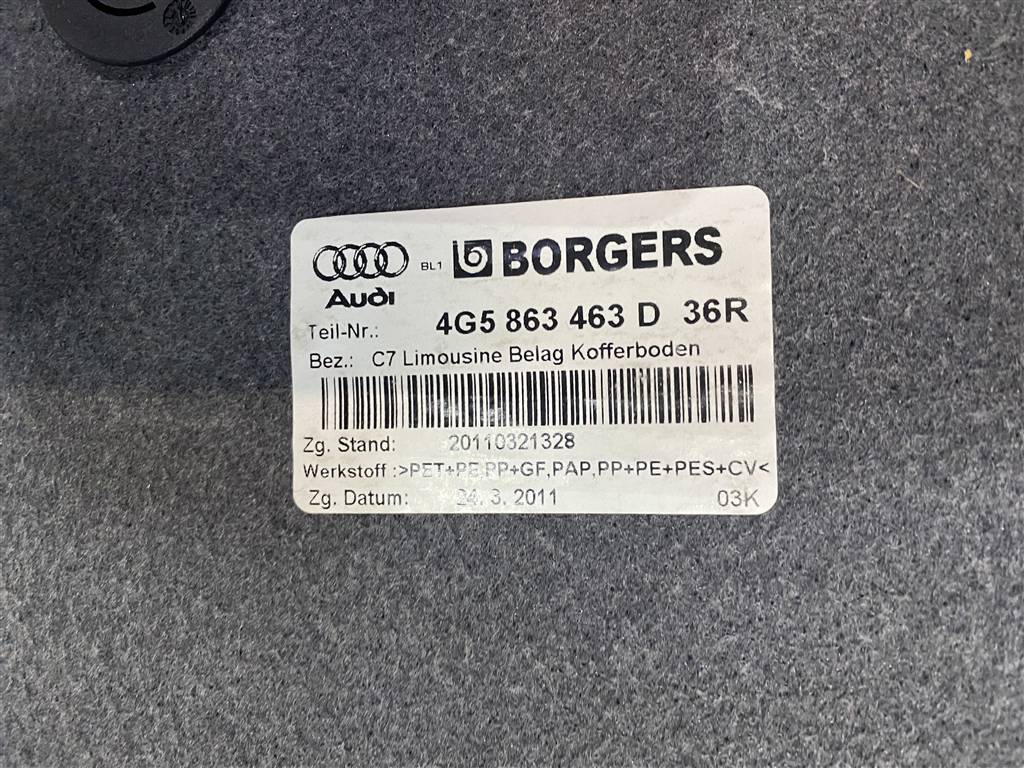 BL1 BORGERS
Audi
Teil-Nr.: 4G5 863 463 D 36R
Bez.: C7 Limousine Belag Kofferboden
Zg. Stand: 20110321328
Werkstoff :>PET+PE,PP+GF,PAP,PP+PE+PES+CV<
Zg. Datum: 24. 3. 2011 03K